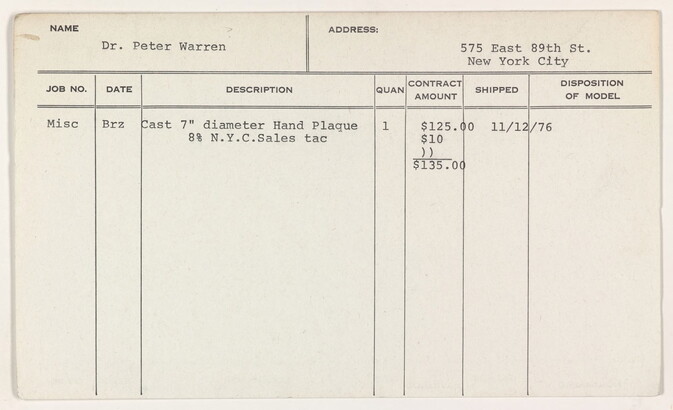 NAME
Dr. Peter Warren
ADDRESS:
575 East 89th St.
New York City
JOB NO. DATE DESCRIPTION QUAN CONTRACT AMOUNT SHIPPED DISPOSITION OF MODEL
Misc Brz Cast 7" diameter Hand Plaque 1 $125.00 11/12/76
8% N.Y.C.Sales tac $10
))
$135.00